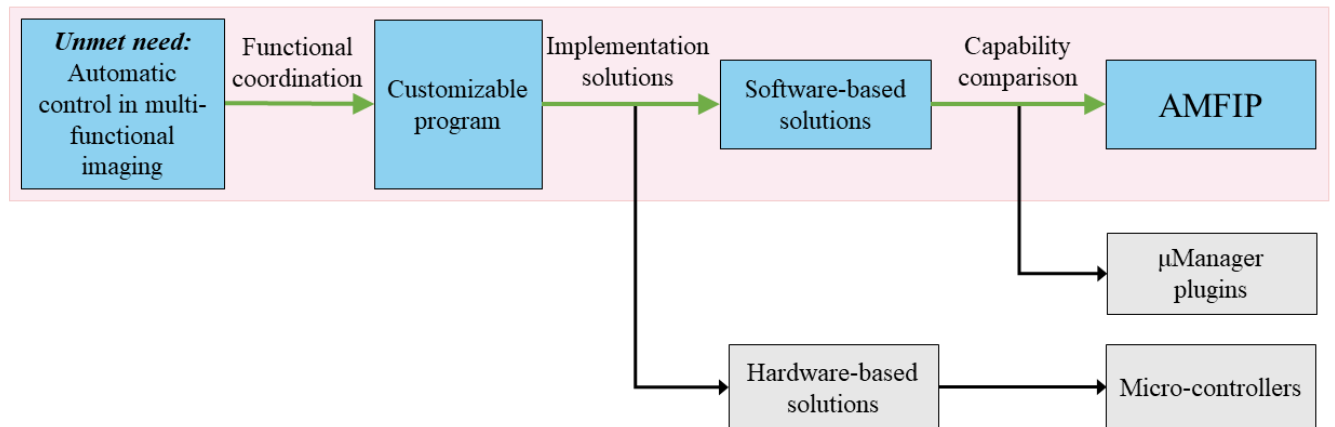 Unmet need:
Automatic
control in multi-
functional
imaging
Functional
coordination
Customizable
program
Implementation
solutions
Software-based
solutions
Capability
comparison
AMFIP
μManager
plugins
Hardware-based
solutions
Micro-controllers